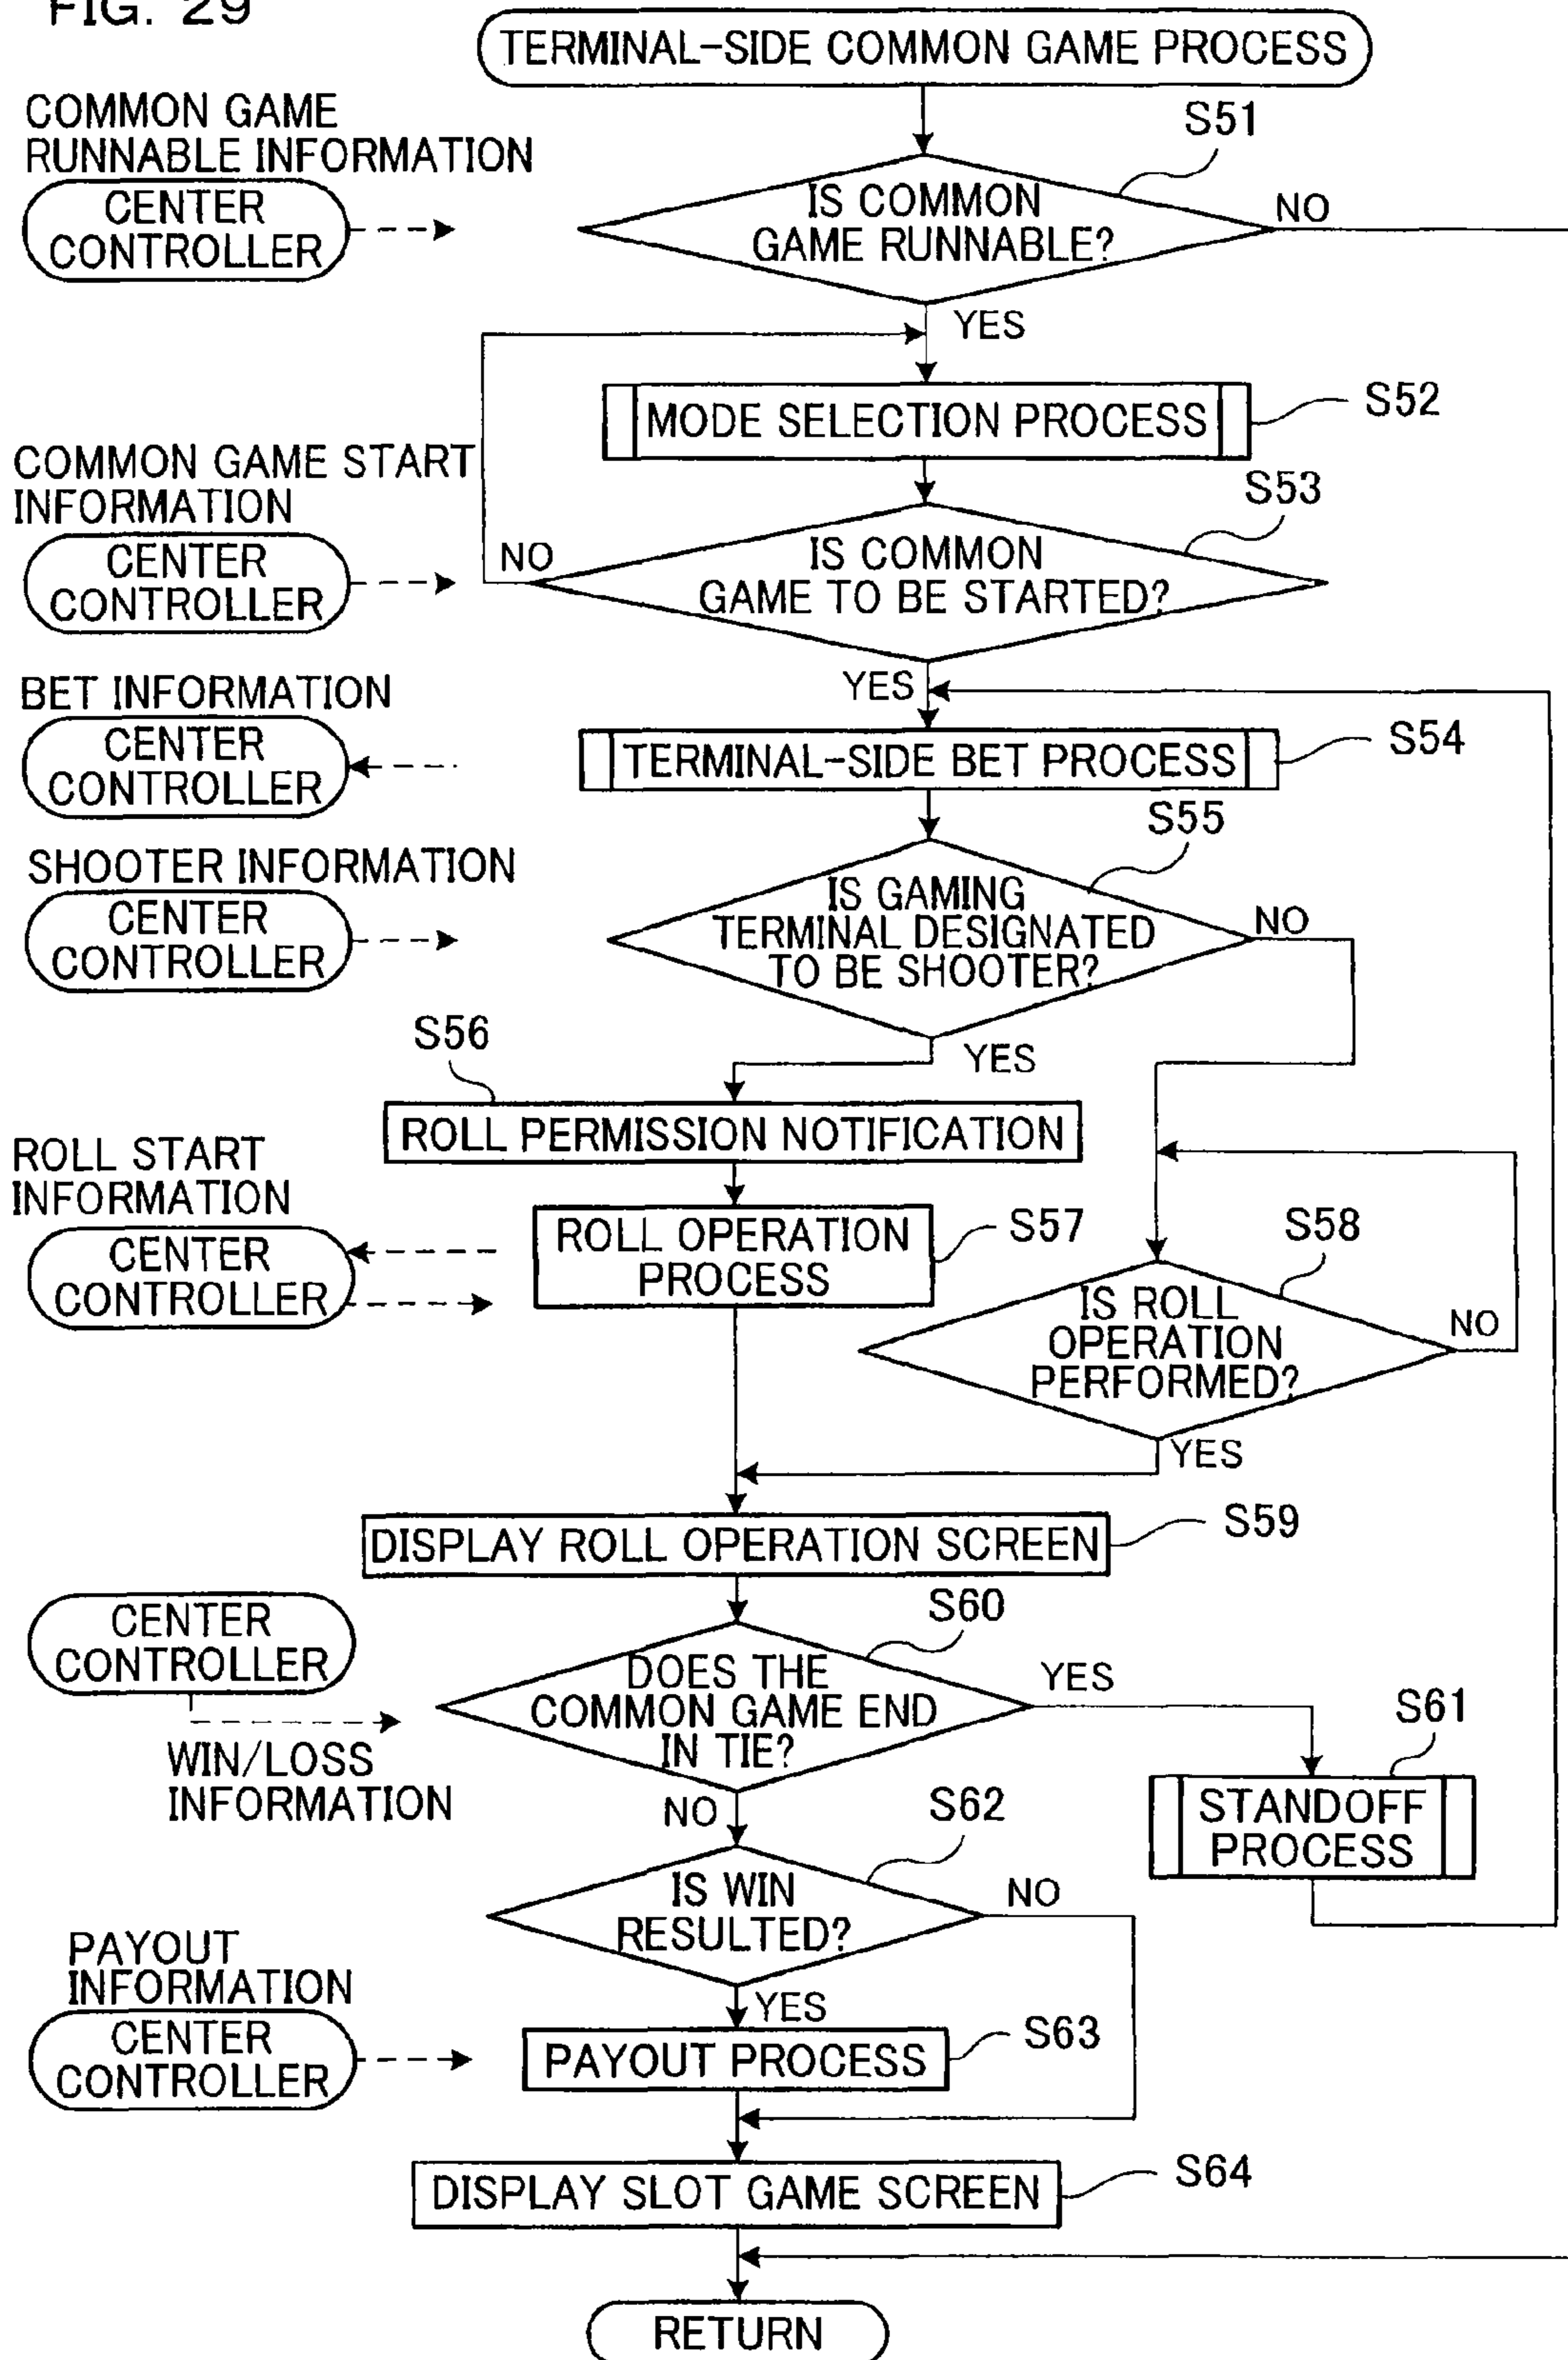 FIG. 29
TERMINAL-SIDE COMMON GAME PROCESS
COMMON GAME
RUNNABLE INFORMATION
CENTER
CONTROLLER
S51
IS COMMON
GAME RUNNABLE?
NO
YES
MODE SELECTION PROCESS
S52
COMMON GAME START
INFORMATION
CENTER
CONTROLLER
S53
NO
IS COMMON
GAME TO BE STARTED?
YES
BET INFORMATION
CENTER
CONTROLLER
TERMINAL-SIDE BET PROCESS
S54
S55
SHOOTER INFORMATION
CENTER
CONTROLLER
IS GAMING
TERMINAL DESIGNATED
TO BE SHOOTER?
NO
YES
S56
ROLL PERMISSION NOTIFICATION
ROLL START
INFORMATION
CENTER
CONTROLLER
ROLL OPERATION
PROCESS
S57
S58
IS ROLL
OPERATION
PERFORMED?
NO
YES
DISPLAY ROLL OPERATION SCREEN
S59
CENTER
CONTROLLER
WIN/LOSS
INFORMATION
S60
DOES THE
COMMON GAME END
IN TIE?
YES
S61
STANDOFF
PROCESS
NO
S62
IS WIN
RESULTED?
NO
YES
PAYOUT
INFORMATION
CENTER
CONTROLLER
PAYOUT PROCESS
S63
DISPLAY SLOT GAME SCREEN
S64
RETURN